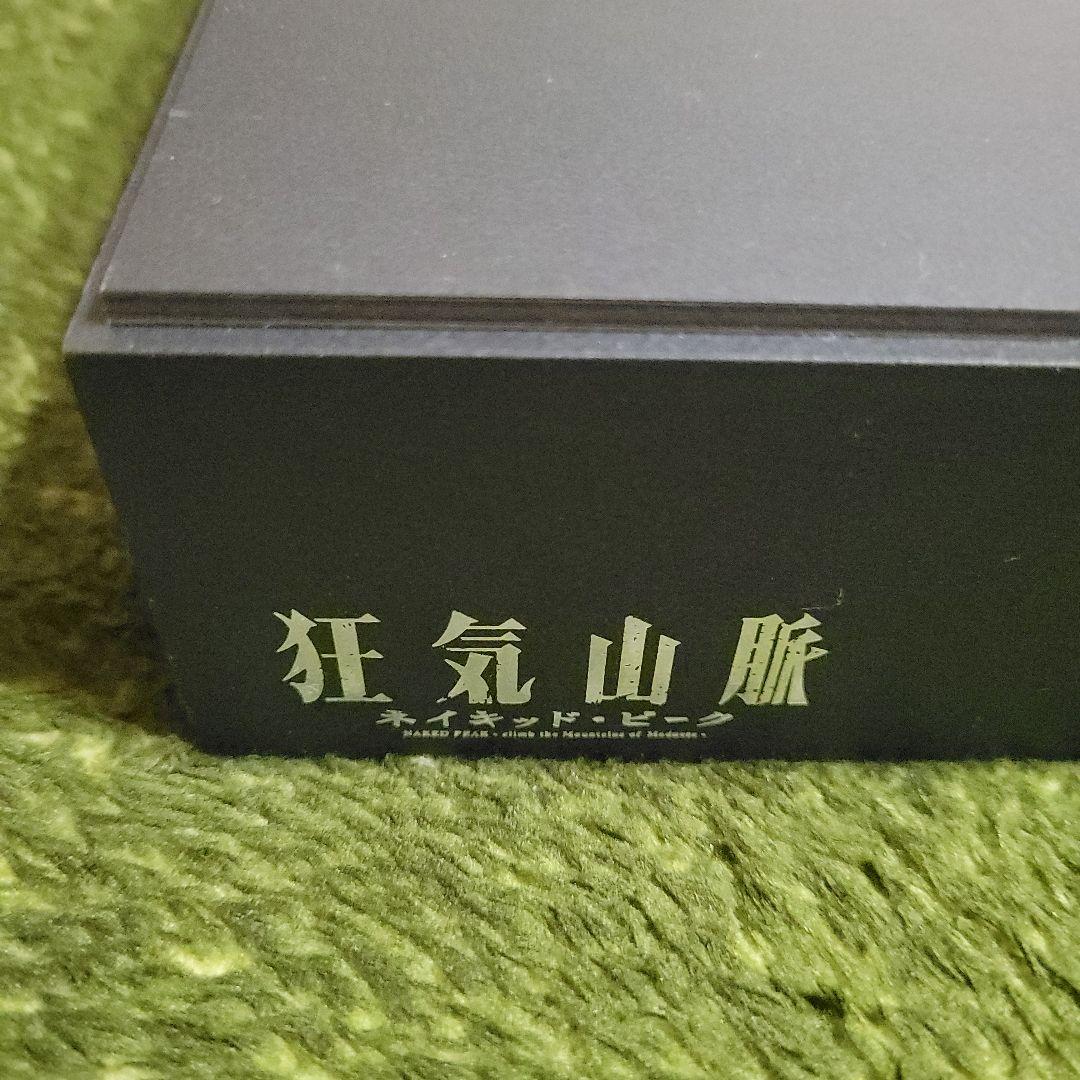 狂気山脈
ネイキッド・ピーク
NAKED PEAK - climb the Mountains of Madness -